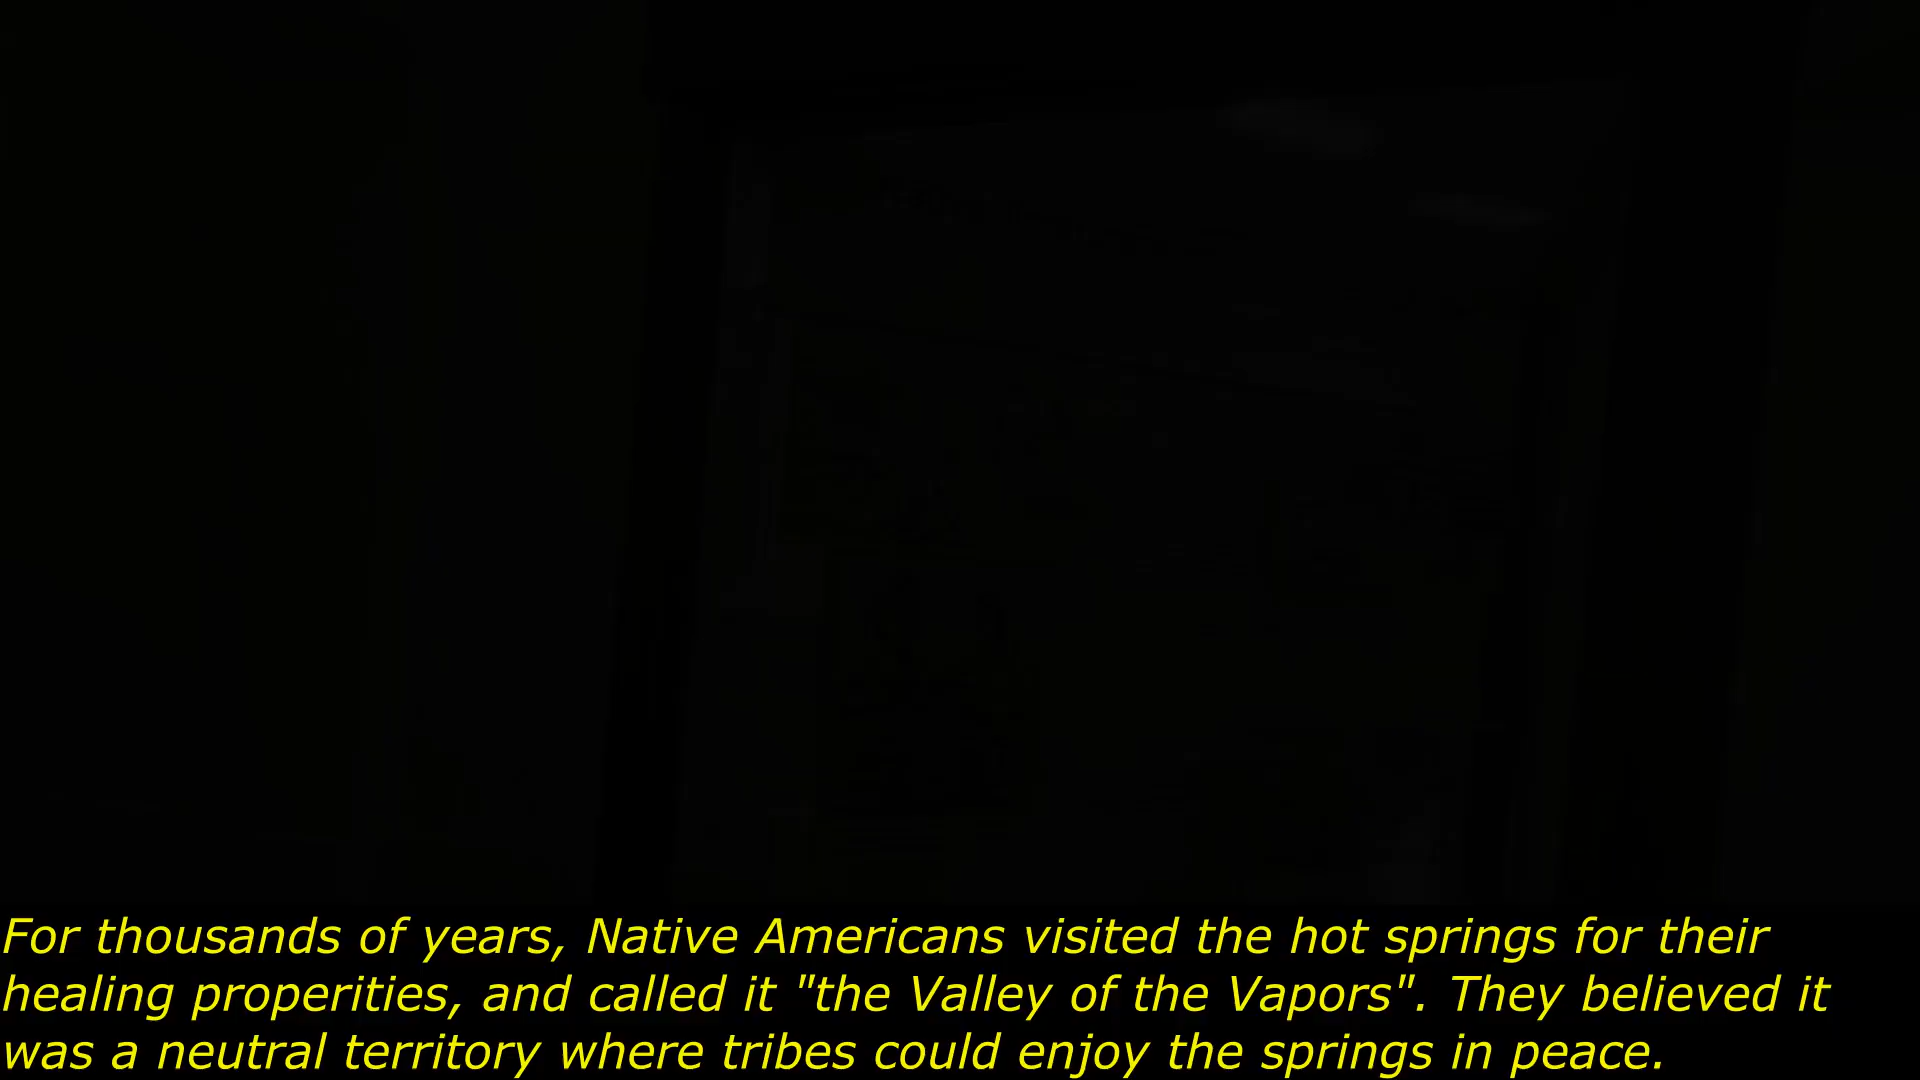 For thousands of years, Native Americans visited the hot springs for their
healing properities, and called it "the Valley of the Vapors". They believed it
was a neutral territory where tribes could enjoy the springs in peace.